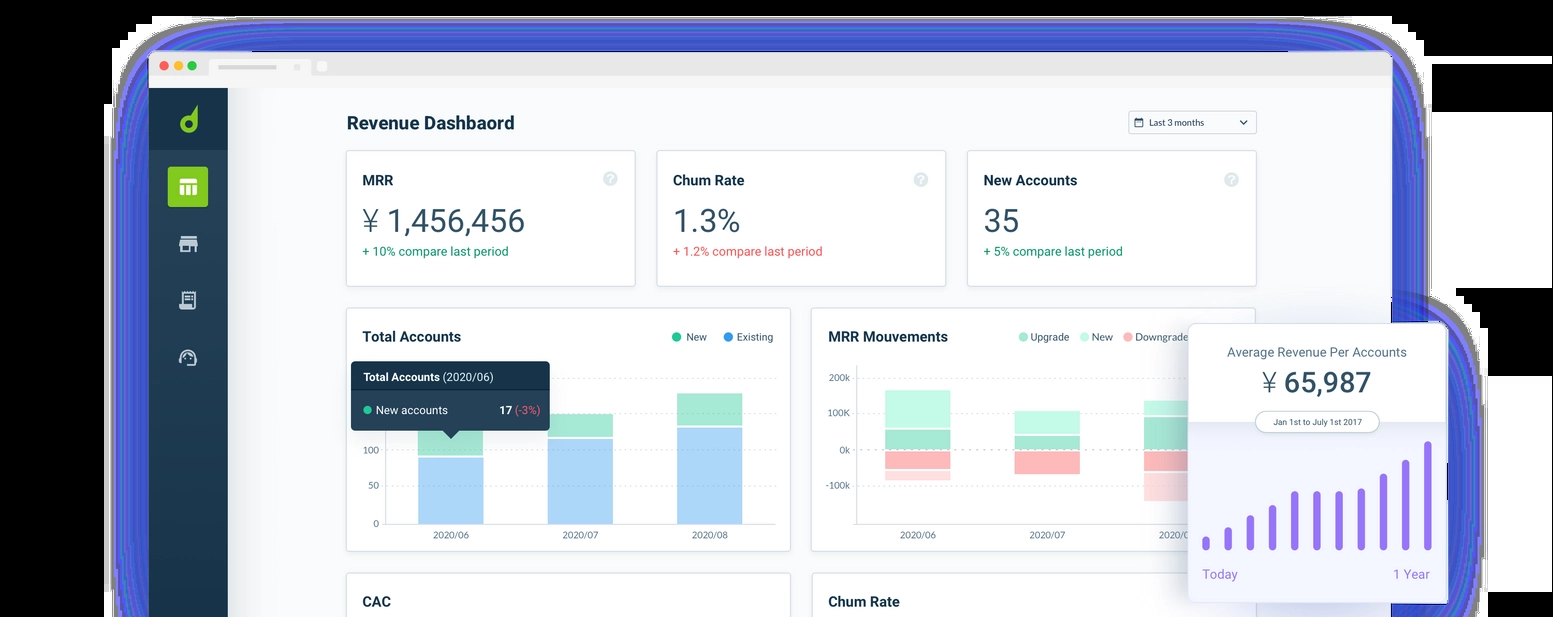 Revenue Dashbaord
Last 3 months
MRR
¥ 1,456,456
+ 10% compare last period
Chum Rate
1.3%
+ 1.2% compare last period
New Accounts
35
+ 5% compare last period
Total Accounts
New
Existing
Total Accounts (2020/06)
New accounts 17 (-3%)
100
50
0
2020/06
2020/07
2020/08
MRR Mouvements
Upgrade
New
Downgrade
200k
100K
0k
-100k
2020/06
2020/07
2020/0
Average Revenue Per Accounts
¥ 65,987
Jan 1st to July 1st 2017
Today
1 Year
CAC
Chum Rate